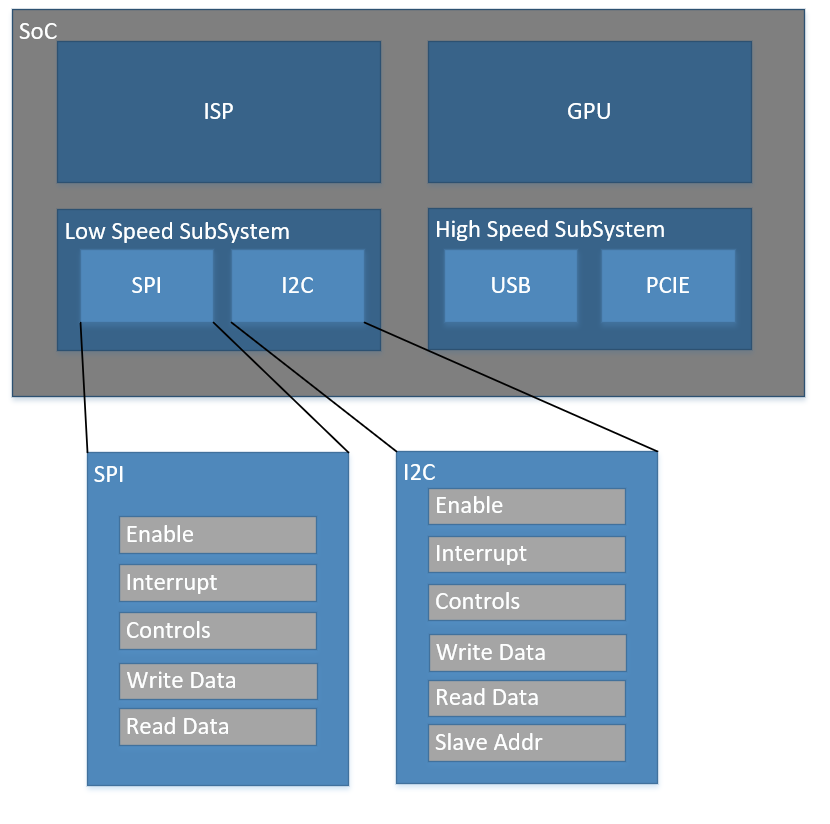 SoC
ISP
GPU
Low Speed SubSystem
SPI
I2C
High Speed SubSystem
USB
PCIE
SPI
Enable
Interrupt
Controls
Write Data
Read Data
I2C
Enable
Interrupt
Controls
Write Data
Read Data
Slave Addr